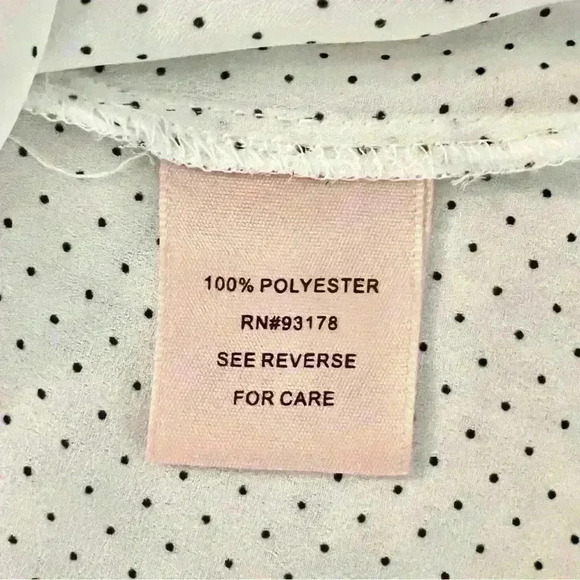 100% POLYESTER
RN#93178
SEE REVERSE
FOR CARE